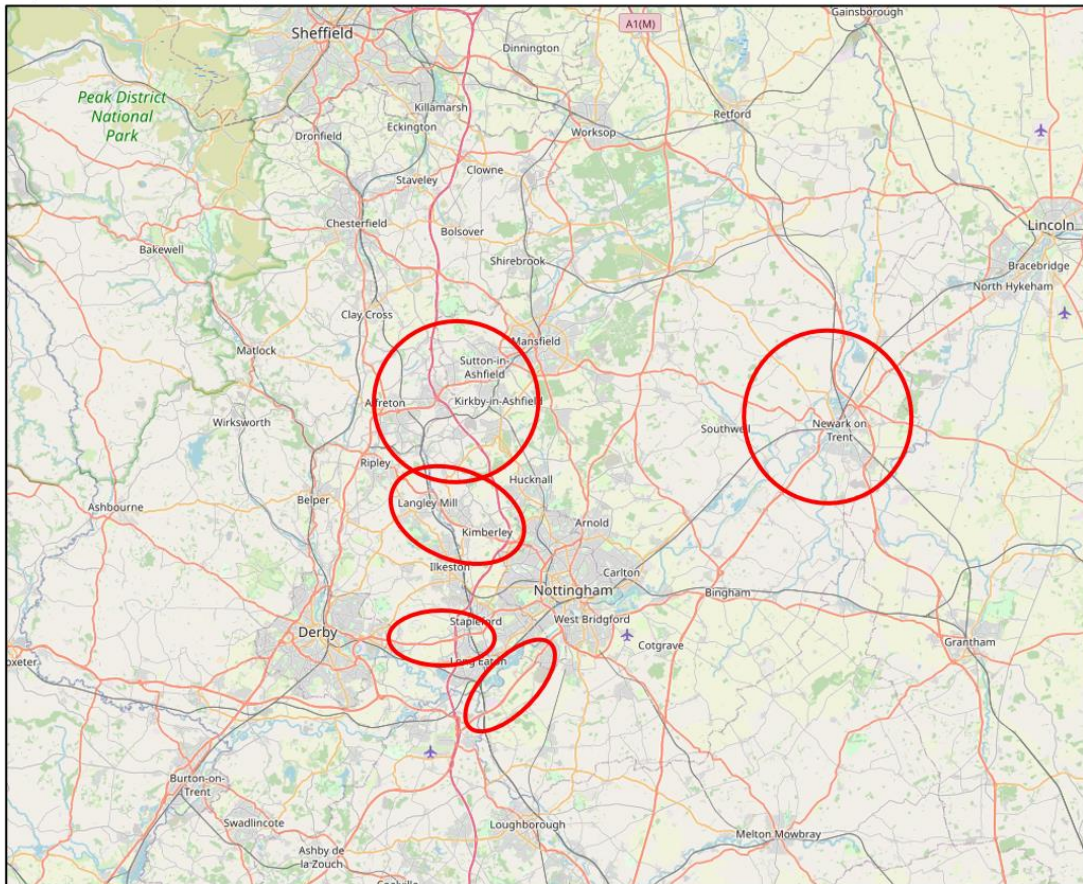 Gainsborough
A1(M)
Sheffield
Dinnington
Peak District
National
Park
Killamarsh
Retford
Eckington
Worksop
Dronfield
Clowne
Staveley
Chesterfield
Lincoln
Bolsover
Bakewell
Shirebrook
Bracebridge
North Hykeham
Clay Cross
Mansfield
Matlock
Sutton-in-
Ashfield
Alfreton
Kirkby-in-Ashfield
Wirksworth
Southwell
Newark on
Trent
Ripley
Hucknall
Belper
Langley Mill
Ashbourne
Arnold
Kimberley
Ilkeston
Carlton
Nottingham
Bingham
Stapleford
West Bridgford
Derby
Cotgrave
Grantham
Long Eaton
oxeter
Burton-on-
Trent
Swadlincote
Loughborough
Melton Mowbray
Ashby de
la Zouch